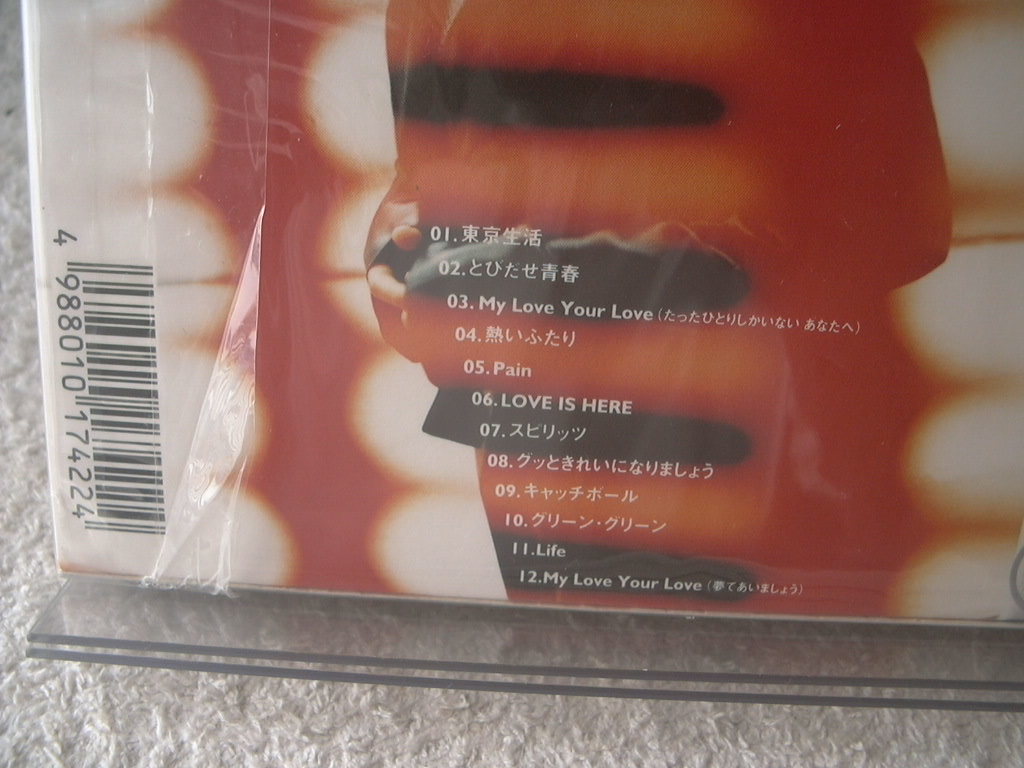 01.東京生活
02.とびだせ青春
03.My Love Your Love(たったひとりしかいない あなたへ)
04.熱いふたり
05.Pain
06.LOVE IS HERE
07.スピリッツ
08.グッときれいになりましょう
09.キャッチボール
10.グリーン・グリーン
11.Life
12.My Love Your Love(夢であいましょう)
4 988010 174224